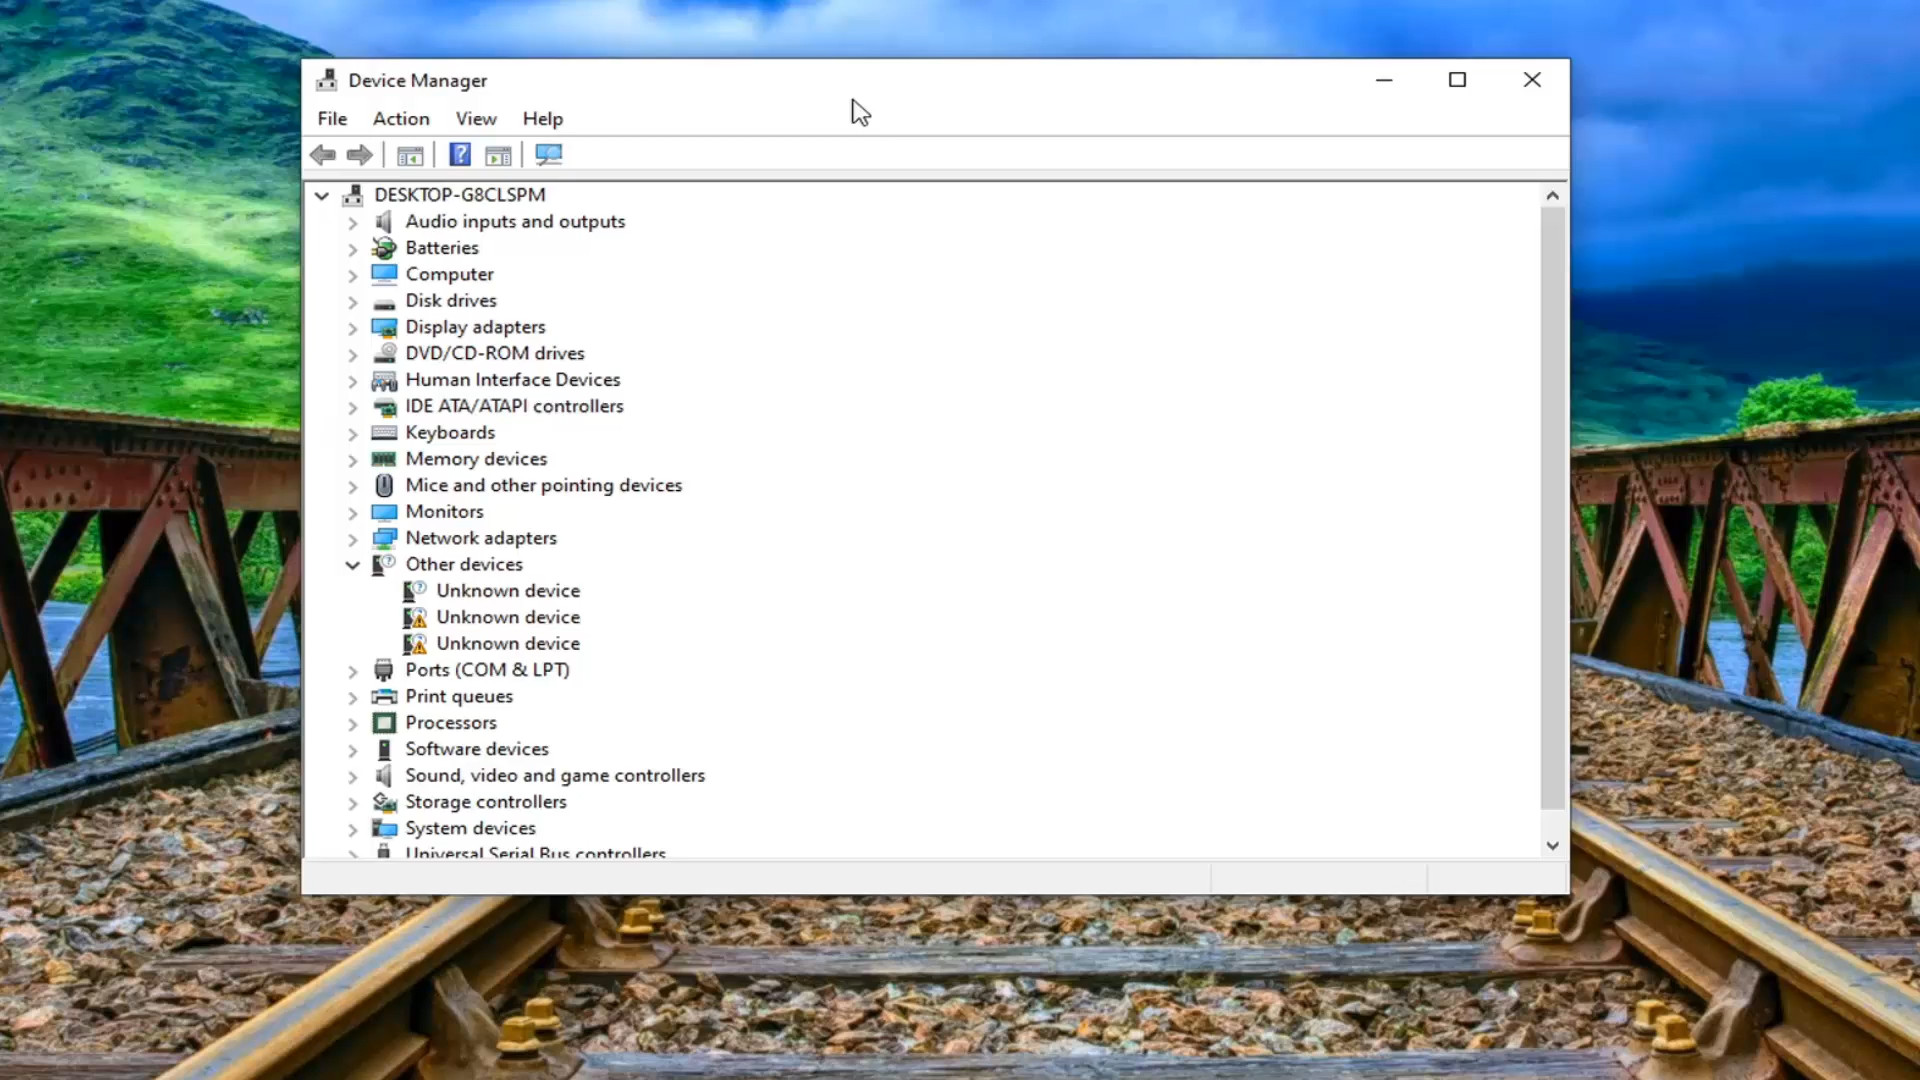 Device Manager
File Action View Help
?
DESKTOP-G8CLSPM
Audio inputs and outputs
Batteries
Computer
Disk drives
Display adapters
DVD/CD-ROM drives
Human Interface Devices
IDE ATA/ATAPI controllers
Keyboards
Memory devices
Mice and other pointing devices
Monitors
Network adapters
Other devices
Unknown device
Unknown device
Unknown device
Ports (COM & LPT)
Print queues
Processors
Software devices
Sound, video and game controllers
Storage controllers
System devices
Universal Serial Bus controllers